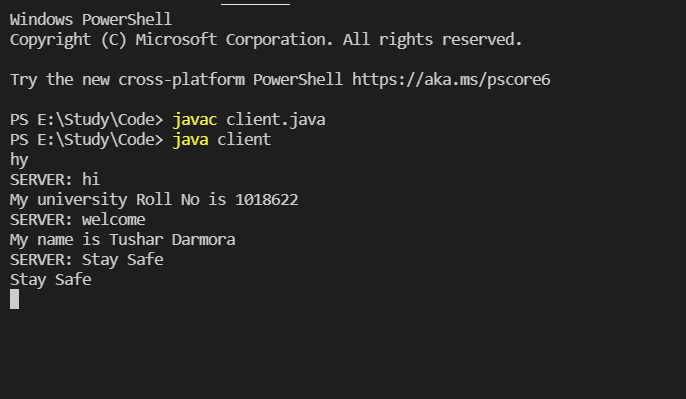 Windows PowerShell
Copyright (C) Microsoft Corporation. All rights reserved.
Try the new cross-platform PowerShell https://aka.ms/pscore6
PS E:\Study\Code> javac client.java
PS E:\Study\Code> java client
hy
SERVER: hi
My university Roll No is 1018622
SERVER: welcome
My name is Tushar Darmora
SERVER: Stay Safe
Stay Safe